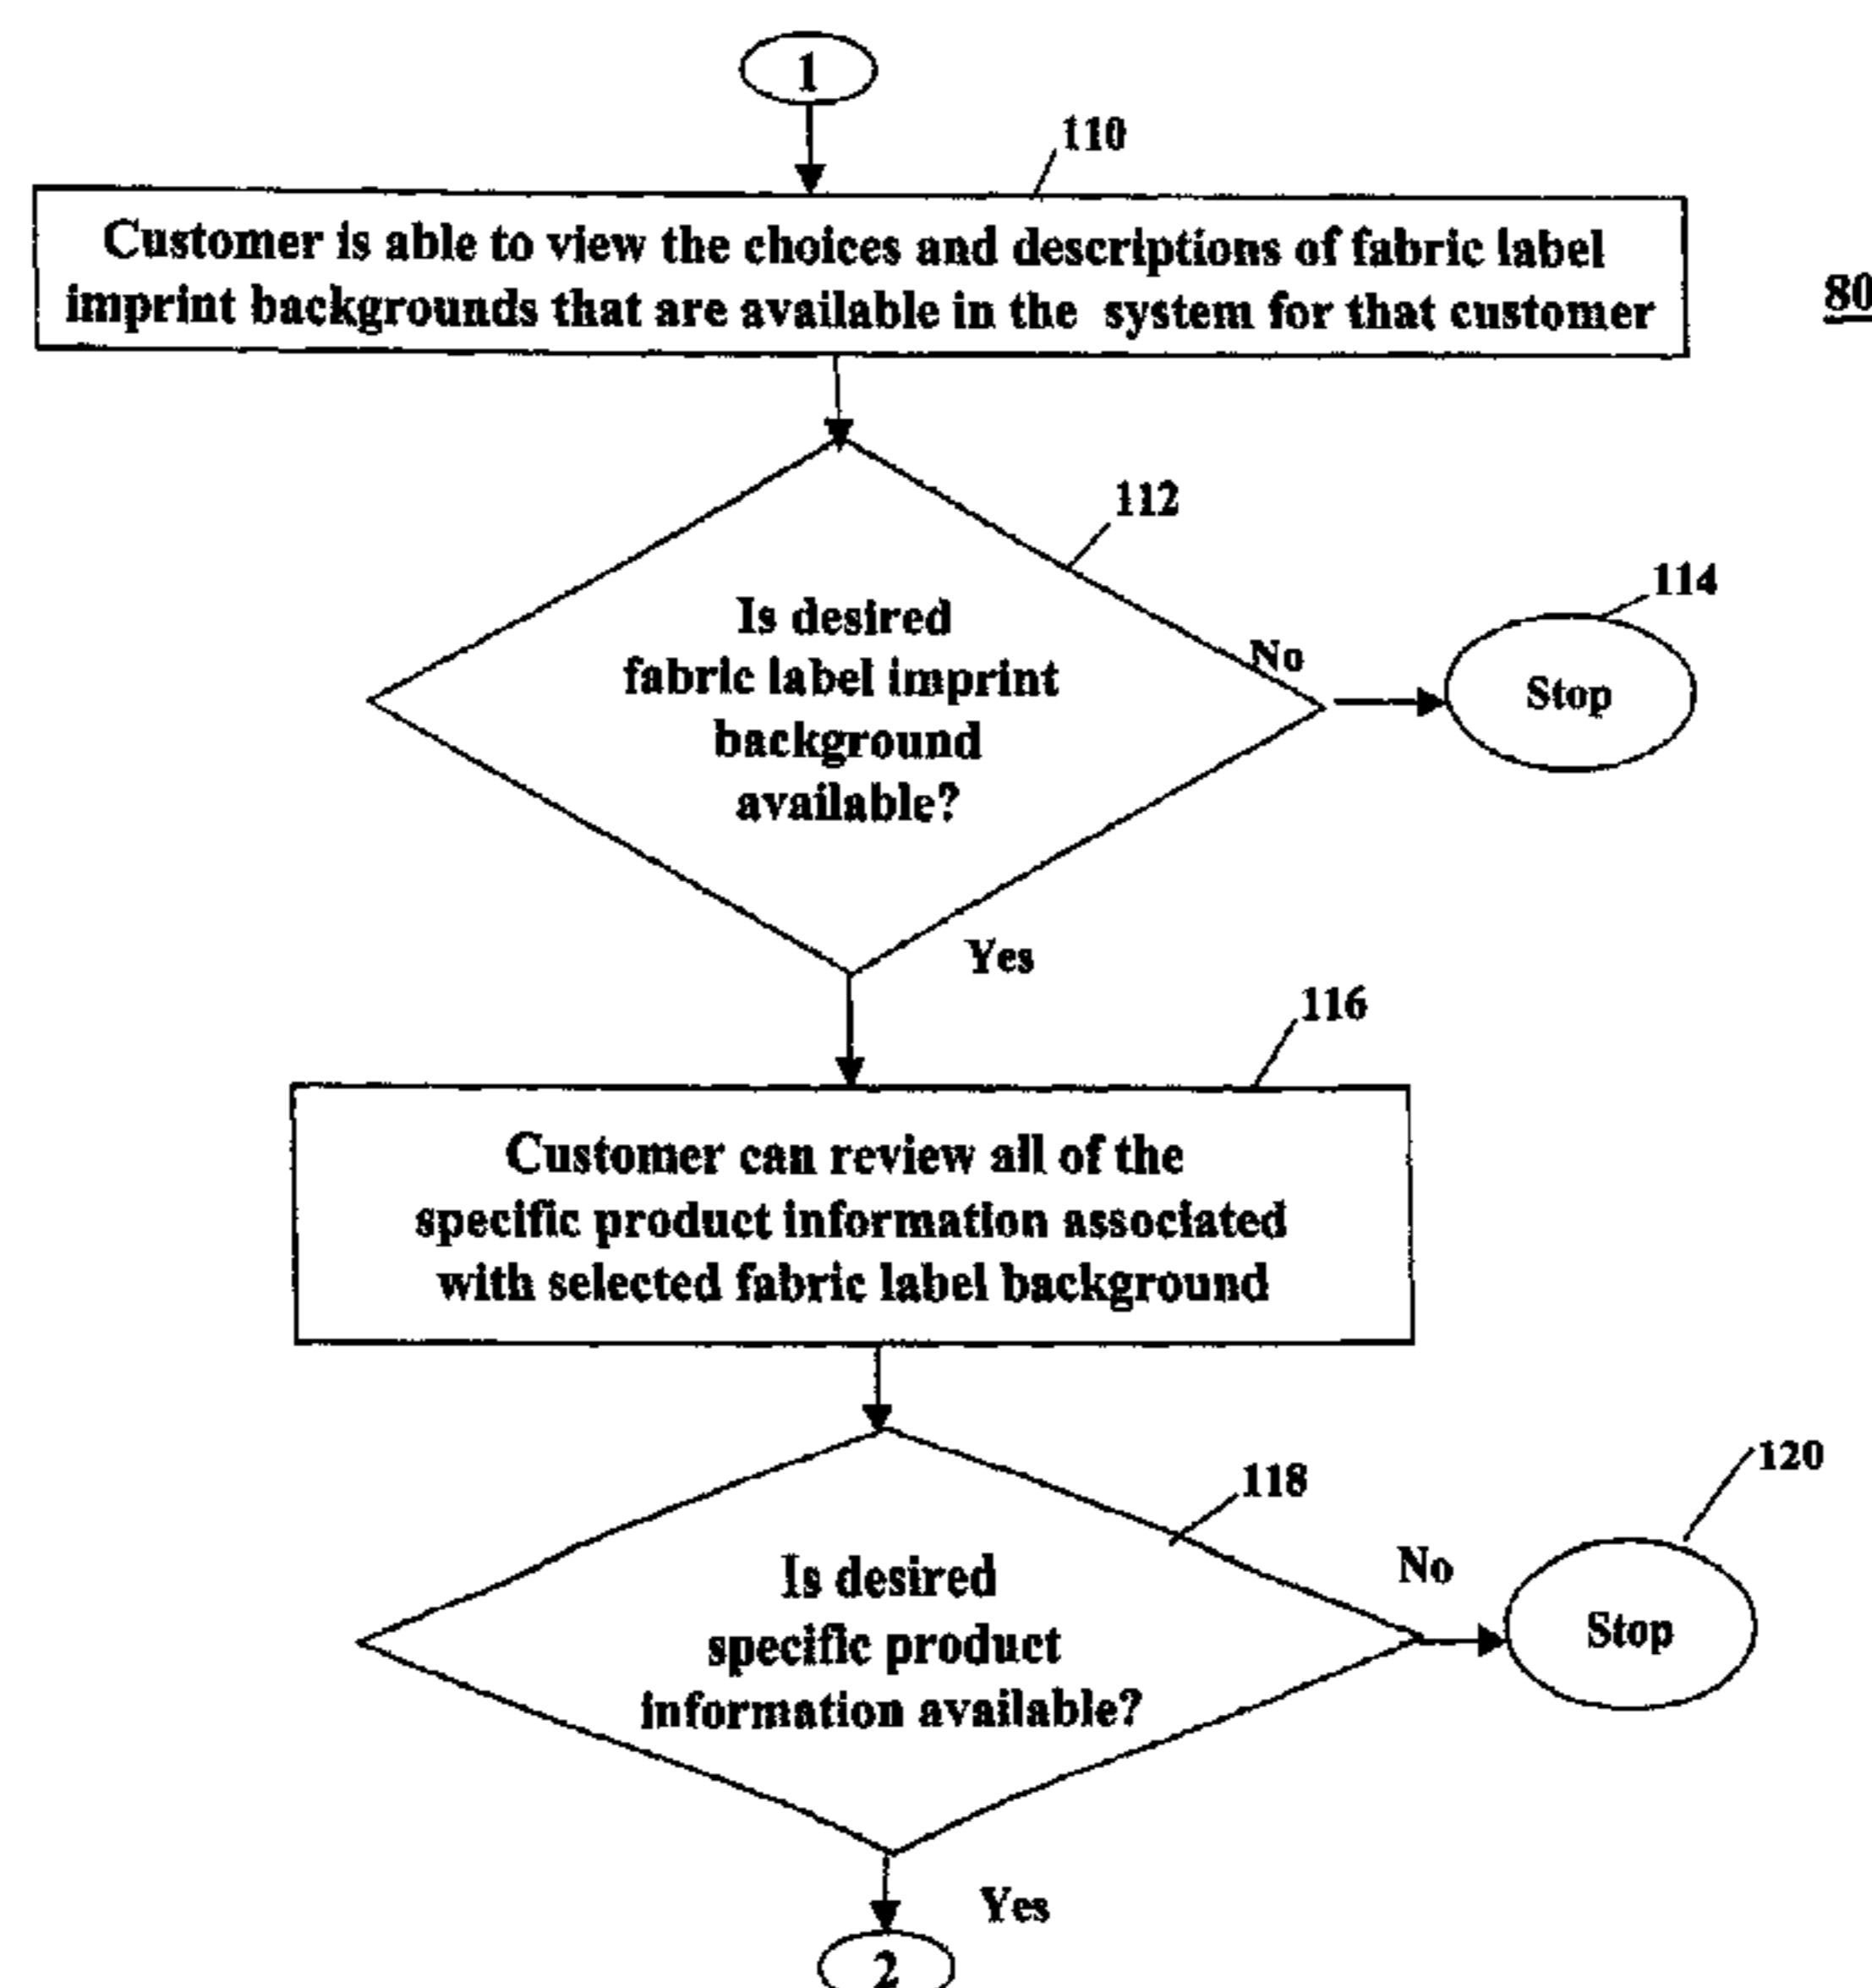 1
110
Customer is able to view the choices and descriptions of fabric label
imprint backgrounds that are available in the system for that customer
80
112
114
Is desired
fabric label imprint
background
available?
No
Stop
Yes
116
Customer can review all of the
specific product information associated
with selected fabric label background
118
120
Is desired
specific product
information available?
No
Stop
Yes
2